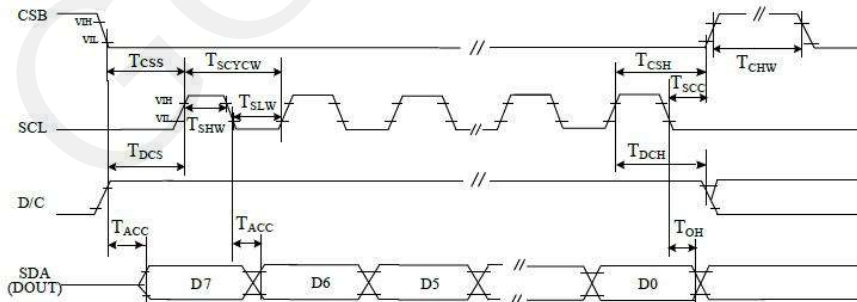 CSB
VIH
VIL
//
//
Tcss
TSCYCW
TCSH
TCHW
TSCC
VIH
VIL
TSHW
TSLW
SCL
//
TDCS
TDCH
D/C
//
TACC
TACC
TOH
SDA
(DOUT)
D7
D6
D5
//
//
D0